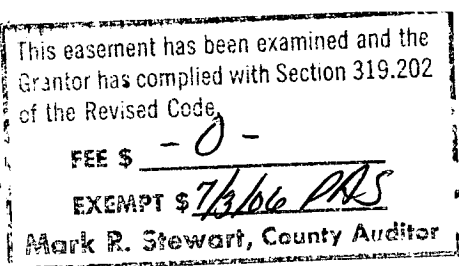 This easement has been examined and the
Grantor has complied with Section 319.202
of the Revised Code.
FEE $ - 0 -
EXEMPT $ 7/3/06 PAS
Mark R. Stewart, County Auditor